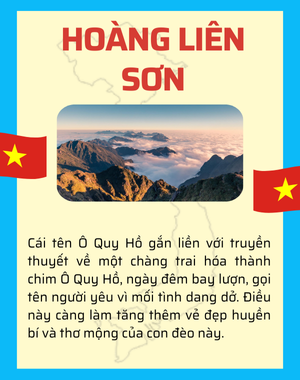 HOÀNG LIÊN
SƠN
Cái tên Ô Quy Hồ gắn liền với truyền
thuyết về một chàng trai hóa thành
chim Ô Quy Hồ, ngày đêm bay lượn, gọi
tên người yêu vì mối tình dang dở. Điều
này càng làm tăng thêm vẻ đẹp huyền
bí và thơ mộng của con đèo này.